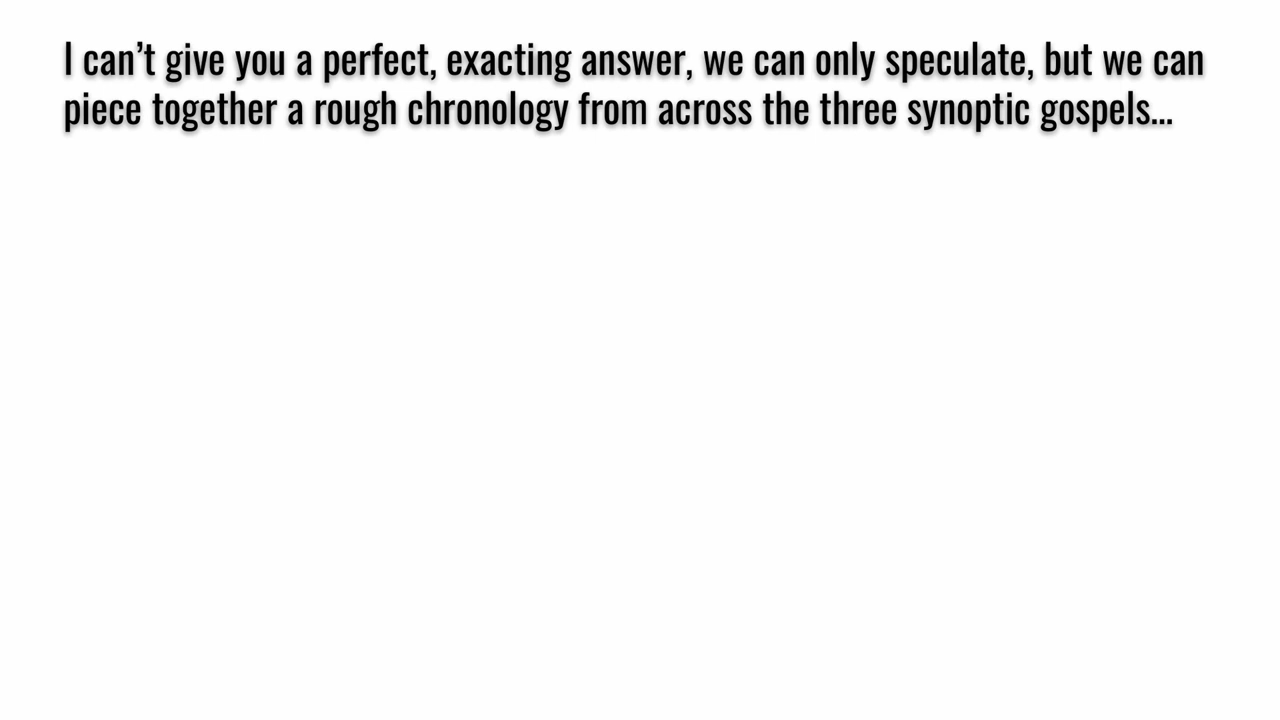 I can’t give you a perfect, exacting answer, we can only speculate, but we can
piece together a rough chronology from across the three synoptic gospels...